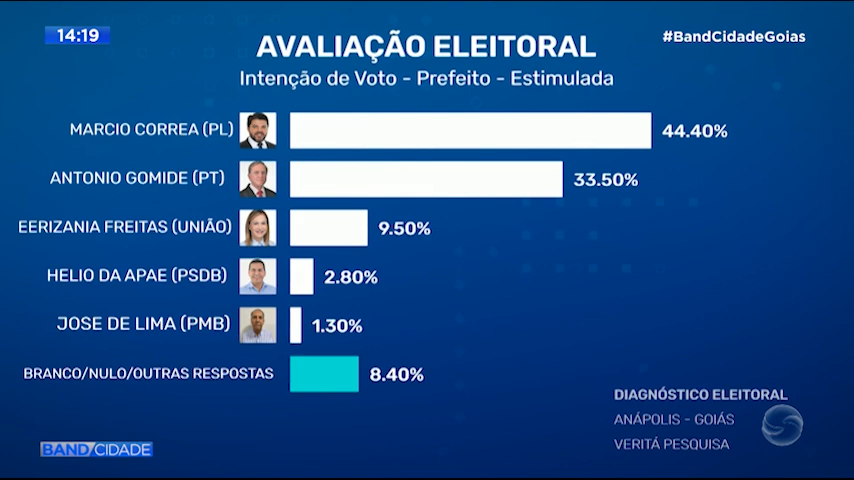 14:19
#BandCidadeGoias
AVALIAÇÃO ELEITORAL
Intenção de Voto - Prefeito - Estimulada
MARCIO CORREA (PL) 44.40%
ANTONIO GOMIDE (PT) 33.50%
EERIZANIA FREITAS (UNIÃO) 9.50%
HELIO DA APAE (PSDB) 2.80%
JOSE DE LIMA (PMB) 1.30%
BRANCO/NULO/OUTRAS RESPOSTAS 8.40%
DIAGNÓSTICO ELEITORAL
ANÁPOLIS - GOIÁS
VERITÁ PESQUISA
BAND/CIDADE